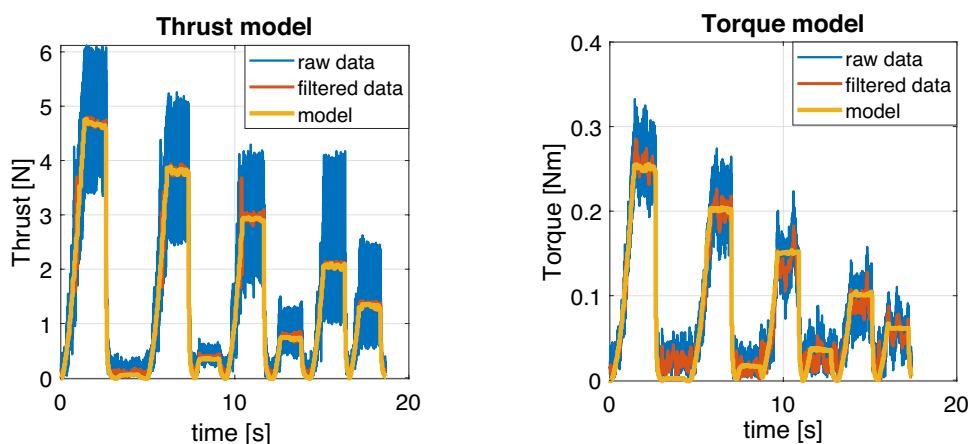 Thrust model
6
5
4
3
2
1
0
Thrust [N]
raw data
filtered data
model
0
10
20
time [s]
Torque model
0.4
0.3
0.2
0.1
0
Torque [Nm]
raw data
filtered data
model
0
10
20
time [s]